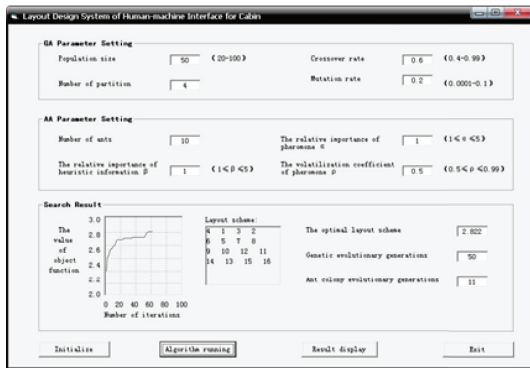 Layout Design System of Human-machine Interface for Cabin
GA Parameter Setting
Population size 50 (20-100) Crossover rate 0.6 (0.4-0.99)
Number of partition 4 Mutation rate 0.2 (0.0001-0.1)
AA Parameter Setting
Number of ants 10 The relative importance of pheromone α 1 (1≤ α ≤5)
The relative importance of heuristic information β 1 (1≤ β ≤5) The volatilization coefficient of pheromone ρ 0.5 (0.5≤ ρ ≤0.99)
Search Result
The value of object function
3.0
2.8
2.6
2.4
2.2
2.0
0 20 40 60 80 100
Number of iterations
Layout scheme:
4 1 3 2
6 5 7 8
9 10 12 11
14 13 15 16
The optimal layout scheme 2.822
Genetic evolutionary generations 50
Ant colony evolutionary generations 11
Initialize Algorithm running Result display Exit